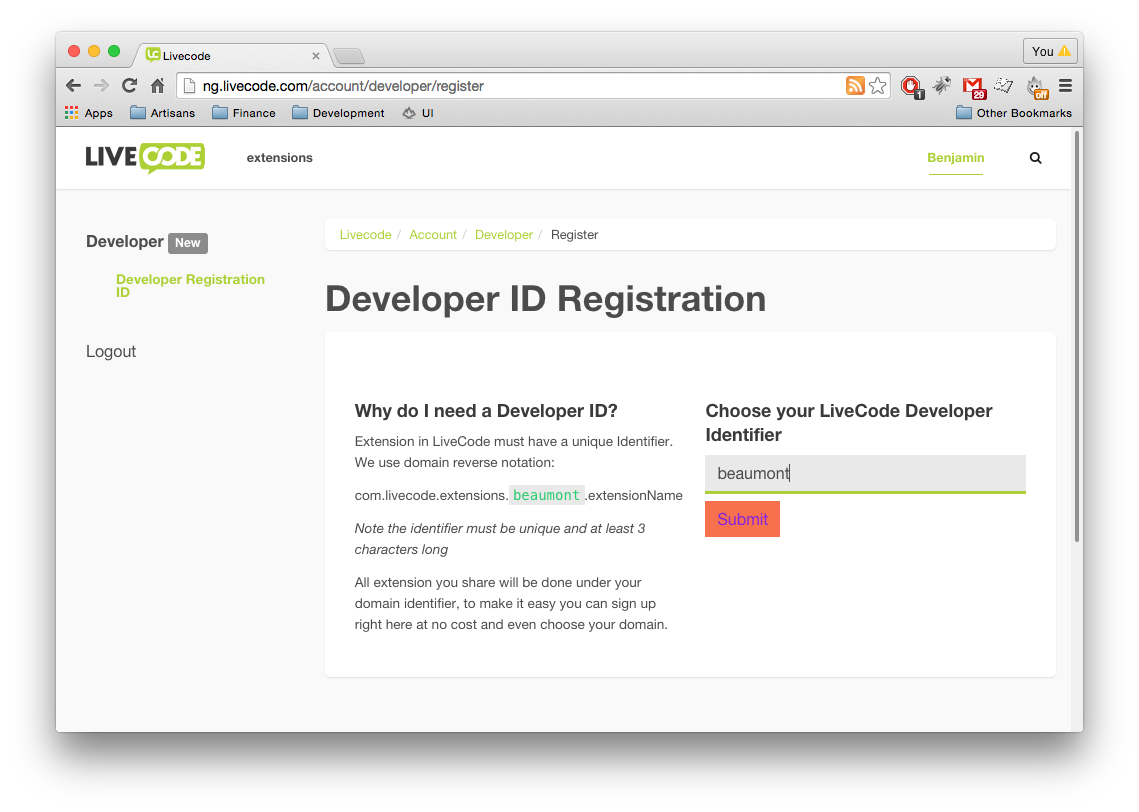 Livecode
You
ng.livecode.com/account/developer/register
1
29
off
Apps
Artisans
Finance
Development
UI
Other Bookmarks
LIVECODE
extensions
Benjamin
Developer New
Developer Registration
ID
Logout
Livecode / Account / Developer / Register
Developer ID Registration
Why do I need a Developer ID?
Extension in LiveCode must have a unique Identifier.
We use domain reverse notation:
com.livecode.extensions.beaumont.extensionName
Note the identifier must be unique and at least 3
characters long
All extension you share will be done under your
domain identifier, to make it easy you can sign up
right here at no cost and even choose your domain.
Choose your LiveCode Developer
Identifier
beaumont
Submit